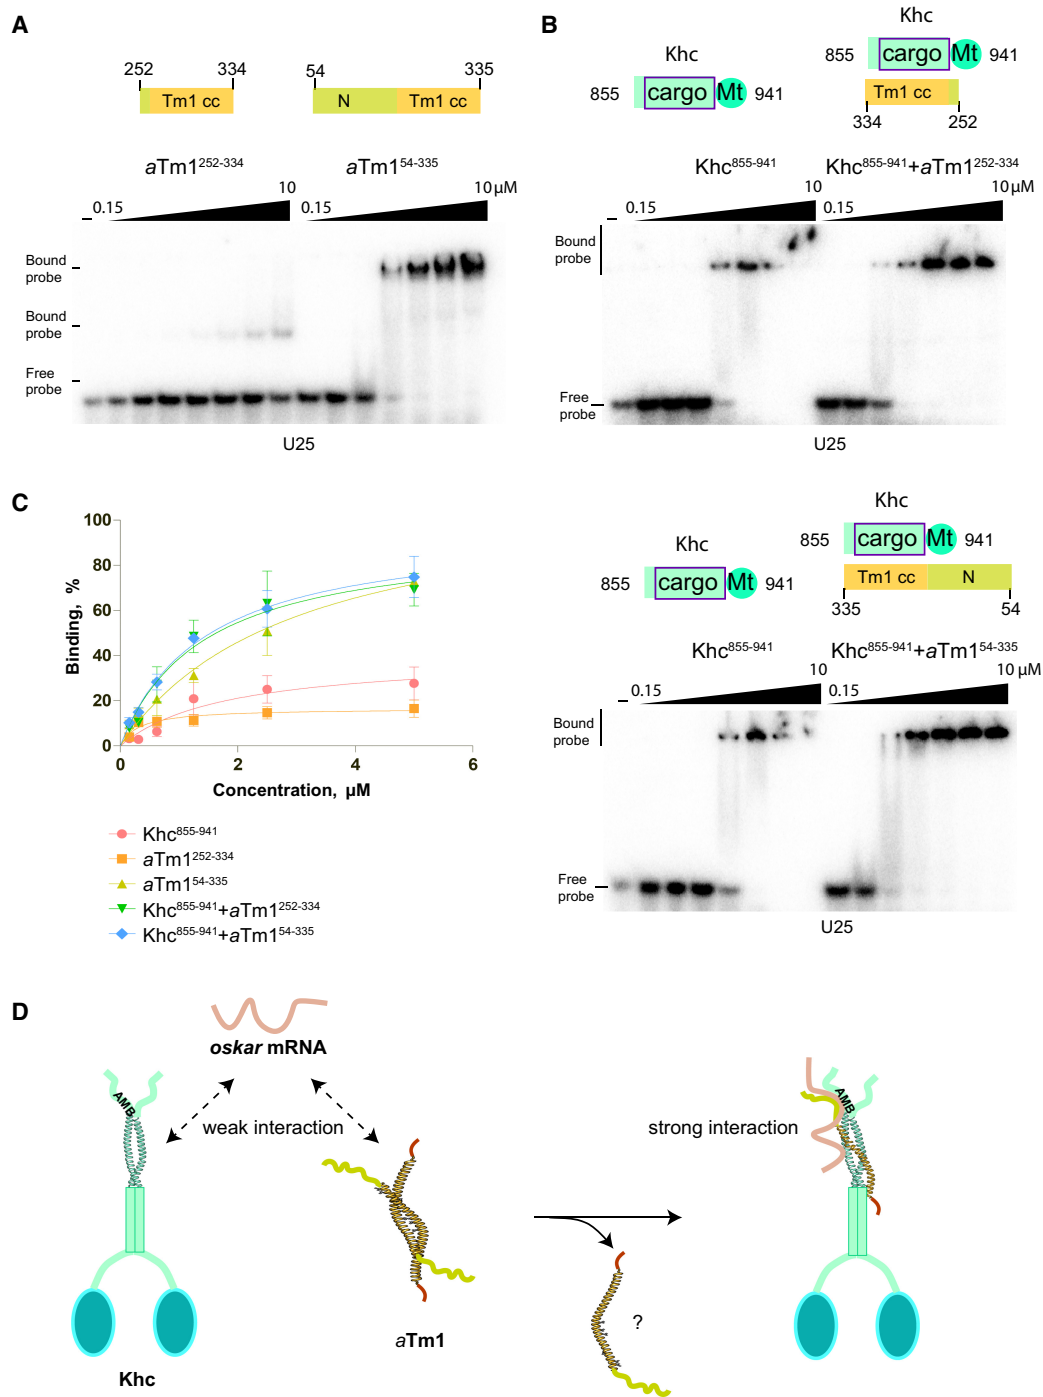 A
252
334
54
335
Tm1 cc
N
Tm1 cc
aTm1252-334
aTm154-335
10
10 μM
–
0.15
0.15
Bound probe
Bound probe
Free probe
U25
B
Khc
Khc
855
cargo
Mt
941
855
cargo
Mt
941
Tm1 cc
334
252
Khc855-941
Khc855-941+aTm1252-334
10
10 μM
–
0.15
0.15
Bound probe
Free probe
U25
Khc
Khc
855
cargo
Mt
941
855
cargo
Mt
941
Tm1 cc
N
335
54
Khc855-941
Khc855-941+aTm154-335
10
10 μM
–
0.15
0.15
Bound probe
Free probe
U25
C
100
80
60
40
20
0
Binding, %
0
2
4
6
Concentration, μM
Khc855-941
aTm1252-334
aTm154-335
Khc855-941+aTm1252-334
Khc855-941+aTm154-335
D
oskar mRNA
weak interaction
strong interaction
AMB
AMB
?
aTm1
Khc